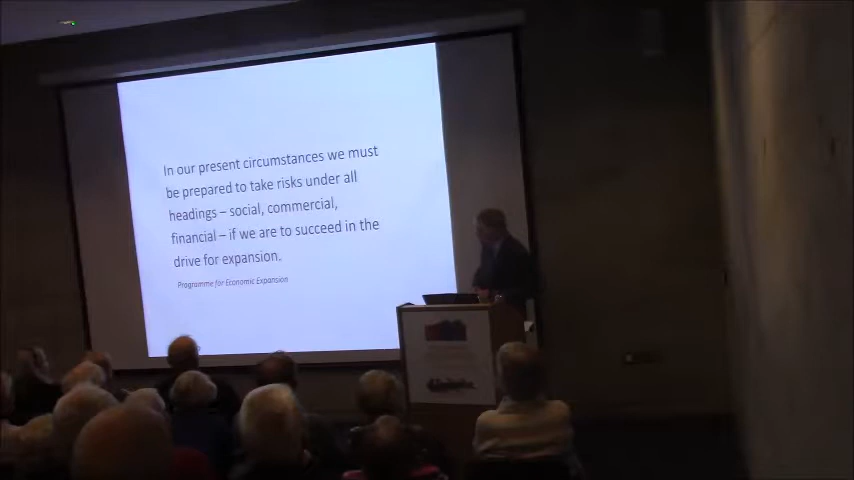 In our present circumstances we must
be prepared to take risks under all
headings – social, commercial,
financial – if we are to succeed in the
drive for expansion.
Programme for Economic Expansion